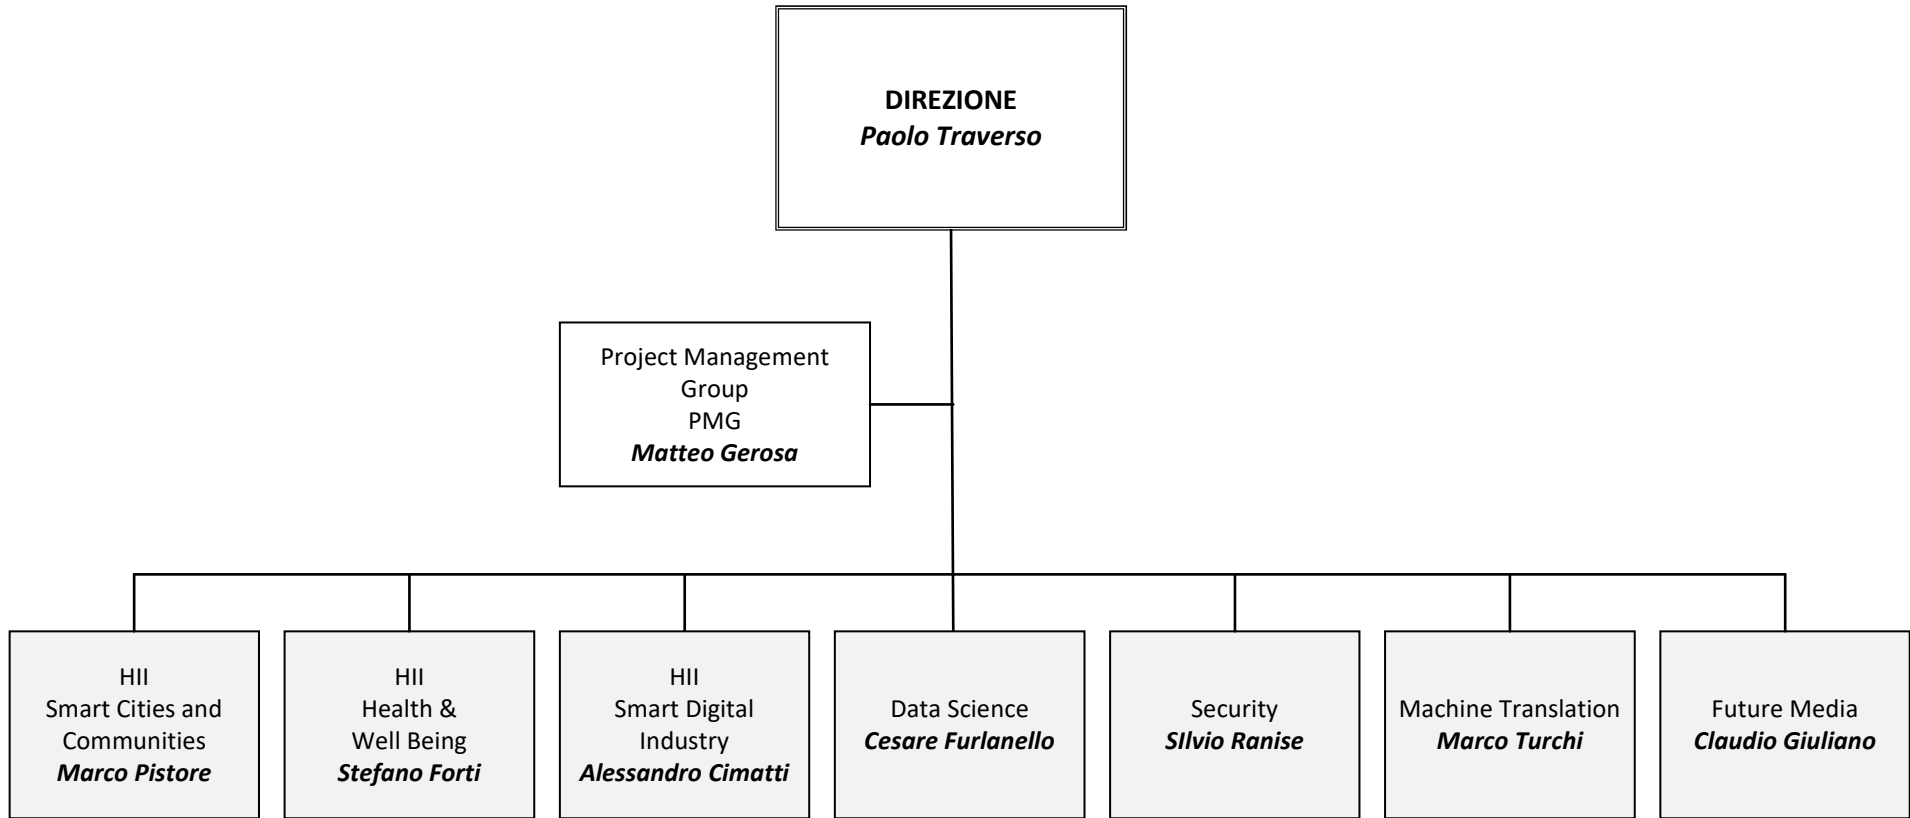 DIREZIONE
Paolo Traverso
Project Management
Group
PMG
Matteo Gerosa
HII
Smart Cities and
Communities
Marco Pistore
HII
Health &
Well Being
Stefano Forti
HII
Smart Digital
Industry
Alessandro Cimatti
Data Science
Cesare Furlanello
Security
SIlvio Ranise
Machine Translation
Marco Turchi
Future Media
Claudio Giuliano